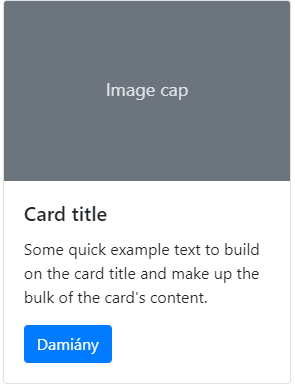 Image cap
Card title
Some quick example text to build
on the card title and make up the
bulk of the card's content.
Damiány